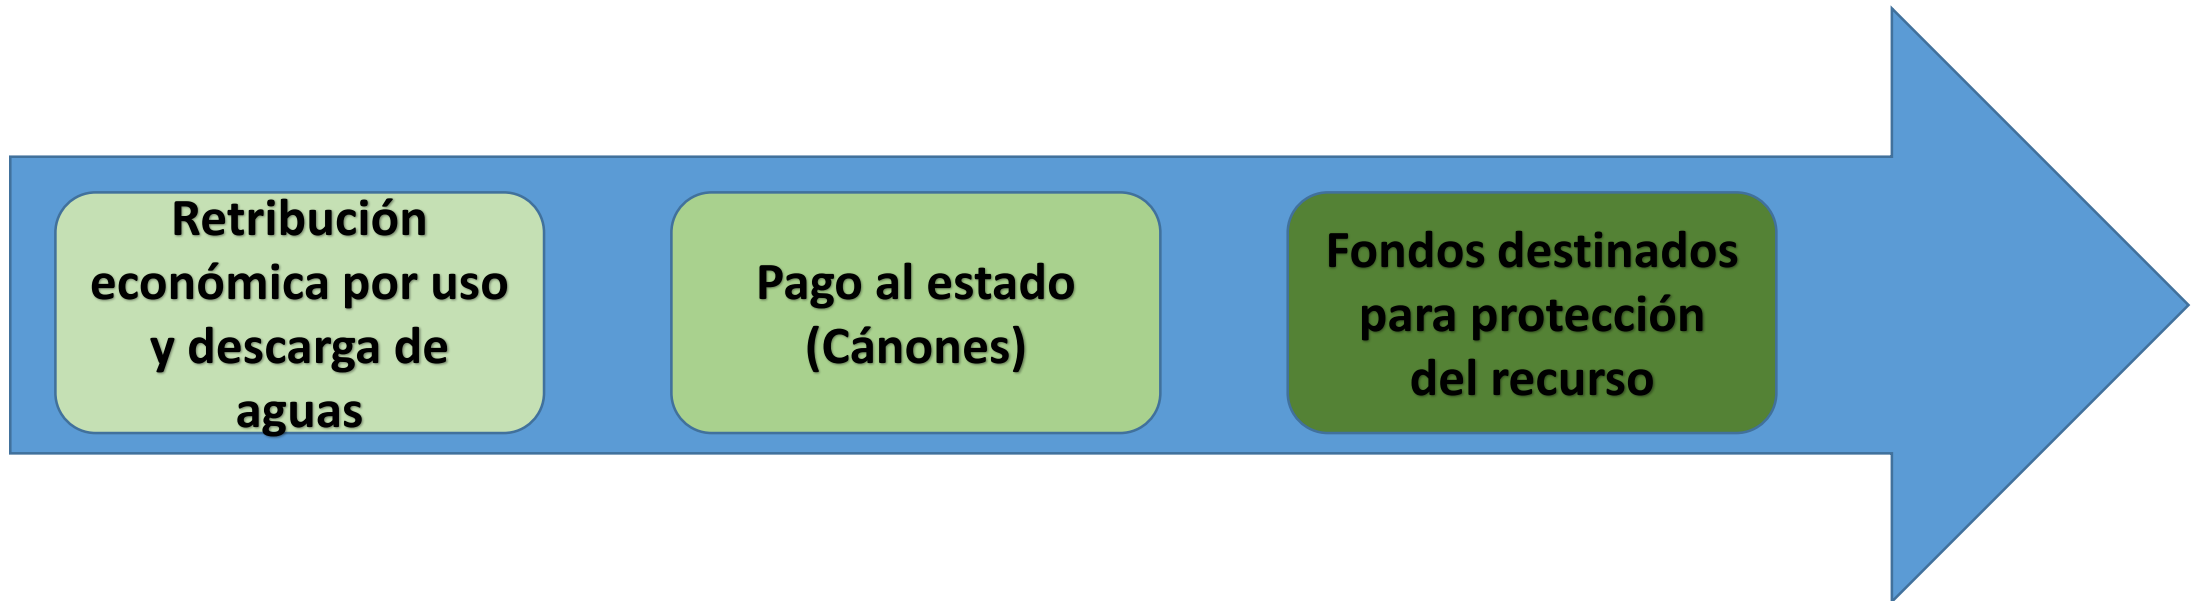 Retribución
económica por uso
y descarga de
aguas
Pago al estado
(Cánones)
Fondos destinados
para protección
del recurso